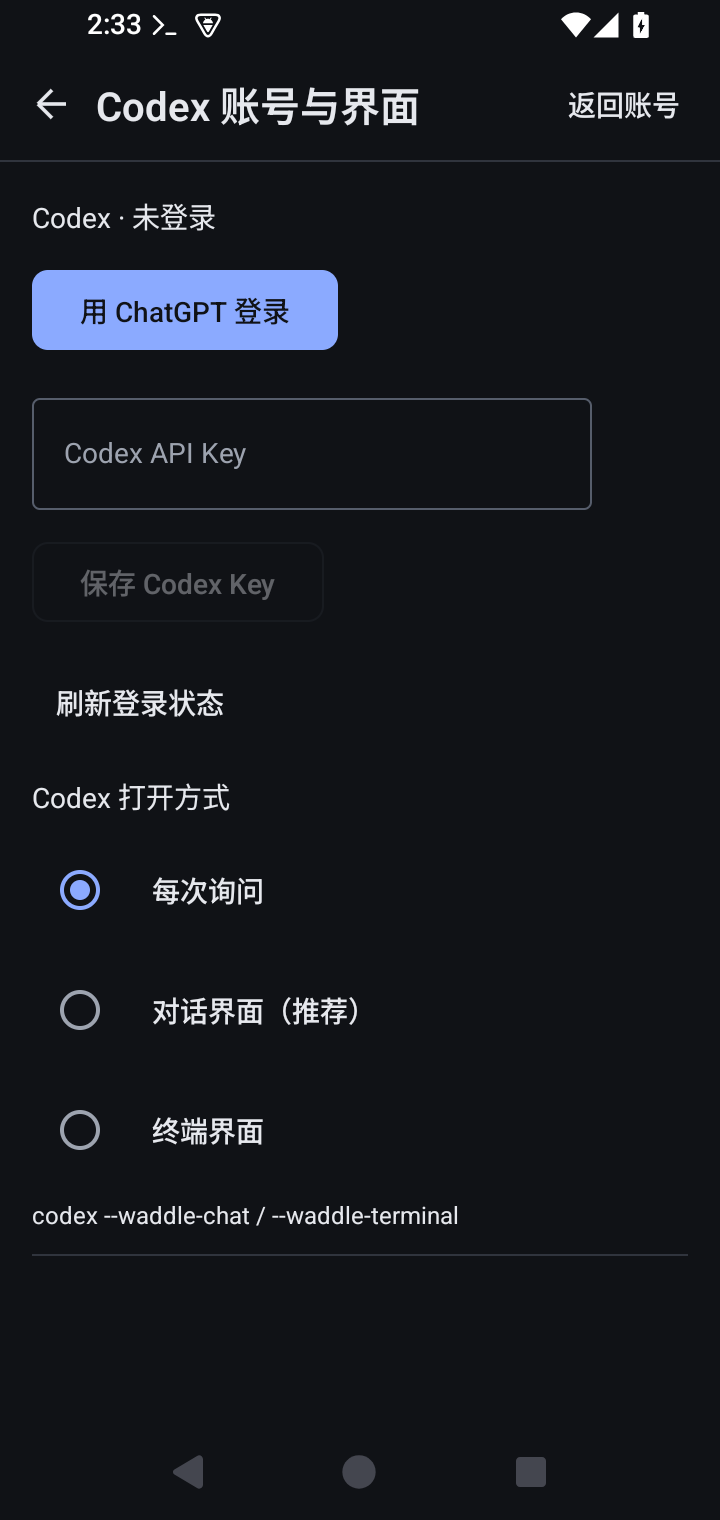 2:33
Codex 账号与界面
返回账号
Codex · 未登录
用 ChatGPT 登录
Codex API Key
保存 Codex Key
刷新登录状态
Codex 打开方式
每次询问
对话界面（推荐）
终端界面
codex --waddle-chat / --waddle-terminal